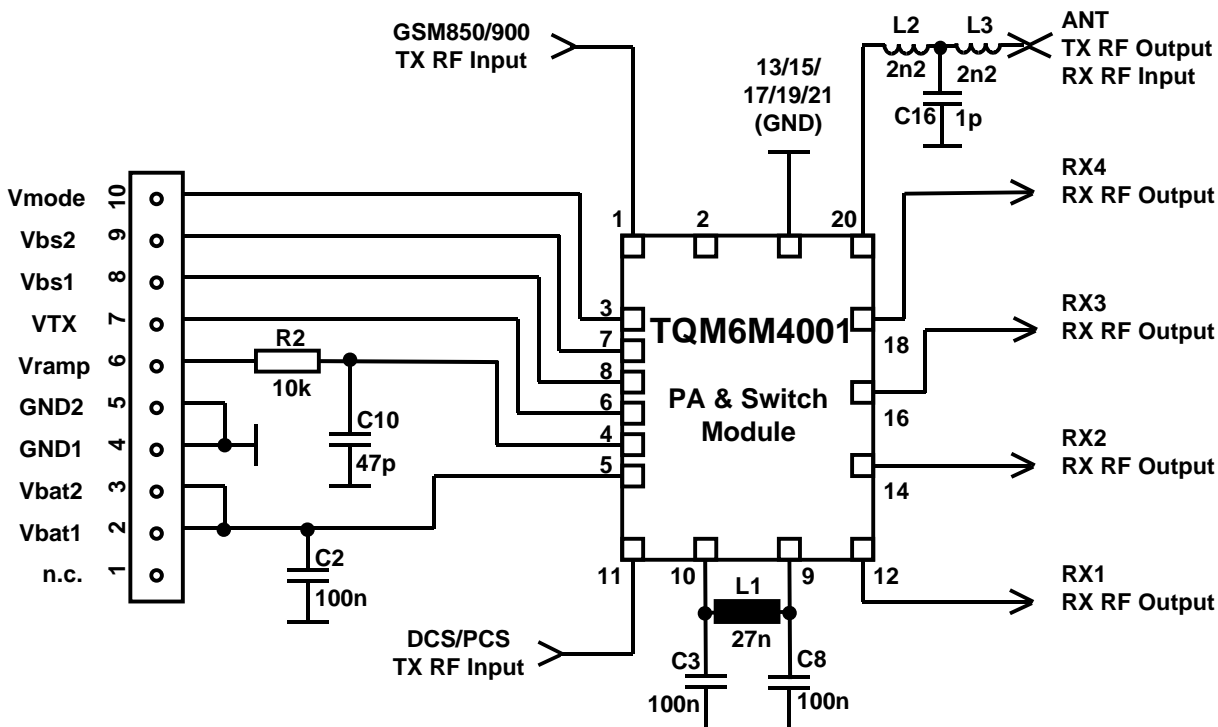 GSM850/900
TX RF Input
13/15/
17/19/21
(GND)
L2
L3
2n2
2n2
C16
1p
ANT
TX RF Output
RX RF Input
RX4
RX RF Output
RX3
RX RF Output
RX2
RX RF Output
RX1
RX RF Output
Vmode
10
Vbs2
9
Vbs1
8
VTX
7
Vramp
6
GND2
5
GND1
4
Vbat2
3
Vbat1
2
n.c.
1
R2
10k
C10
47p
C2
100n
1
2
20
3
7
8
6
4
5
TQM6M4001
PA & Switch
Module
18
16
14
11
10
9
12
L1
27n
C3
100n
C8
100n
DCS/PCS
TX RF Input